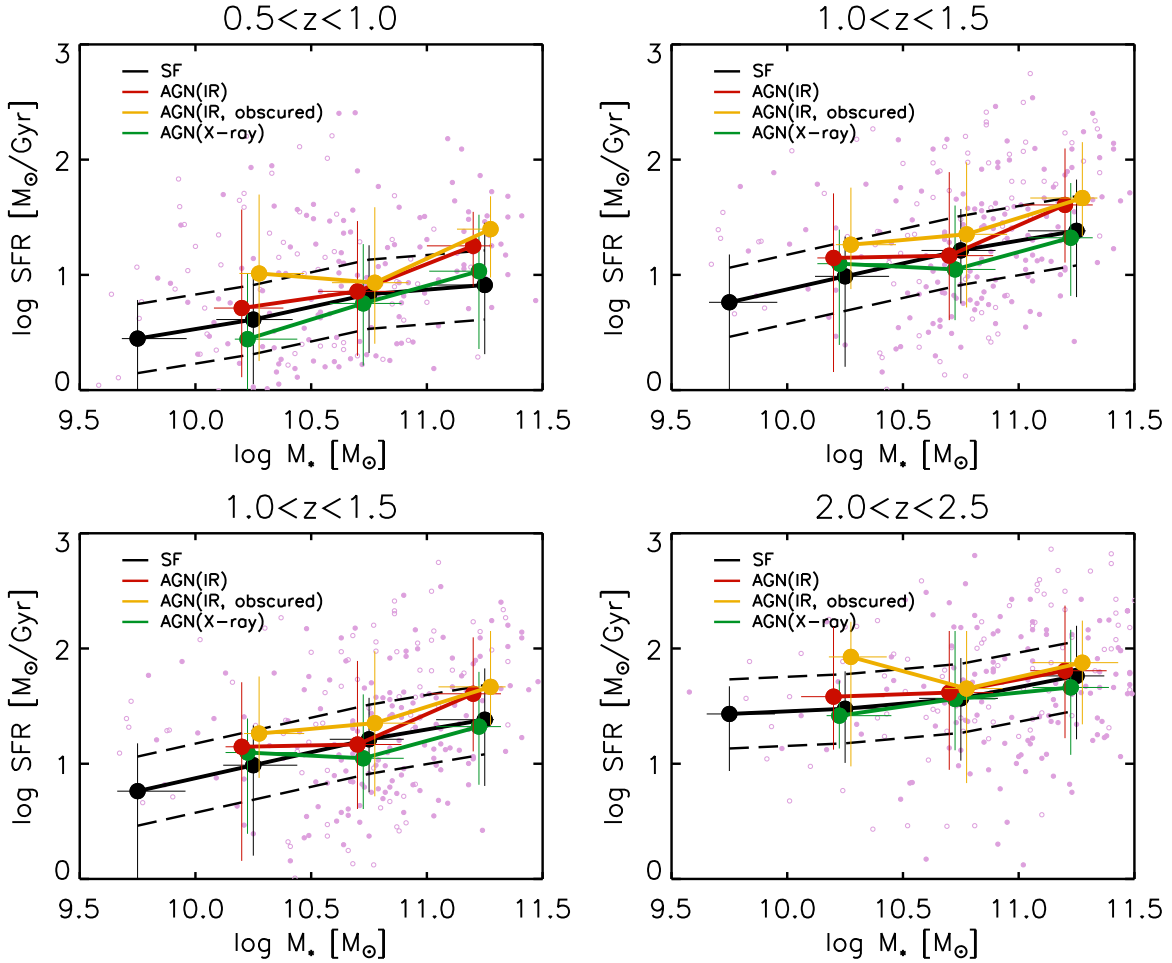 0.5<z<1.0
3
2
1
0
log SFR [M⊙/Gyr]
SF
AGN(IR)
AGN(IR, obscured)
AGN(X-ray)
9.5 10.0 10.5 11.0 11.5
log M* [M⊙]
1.0<z<1.5
3
2
1
0
log SFR [M⊙/Gyr]
SF
AGN(IR)
AGN(IR, obscured)
AGN(X-ray)
9.5 10.0 10.5 11.0 11.5
log M* [M⊙]
1.0<z<1.5
3
2
1
0
log SFR [M⊙/Gyr]
SF
AGN(IR)
AGN(IR, obscured)
AGN(X-ray)
9.5 10.0 10.5 11.0 11.5
log M* [M⊙]
2.0<z<2.5
3
2
1
0
log SFR [M⊙/Gyr]
SF
AGN(IR)
AGN(IR, obscured)
AGN(X-ray)
9.5 10.0 10.5 11.0 11.5
log M* [M⊙]